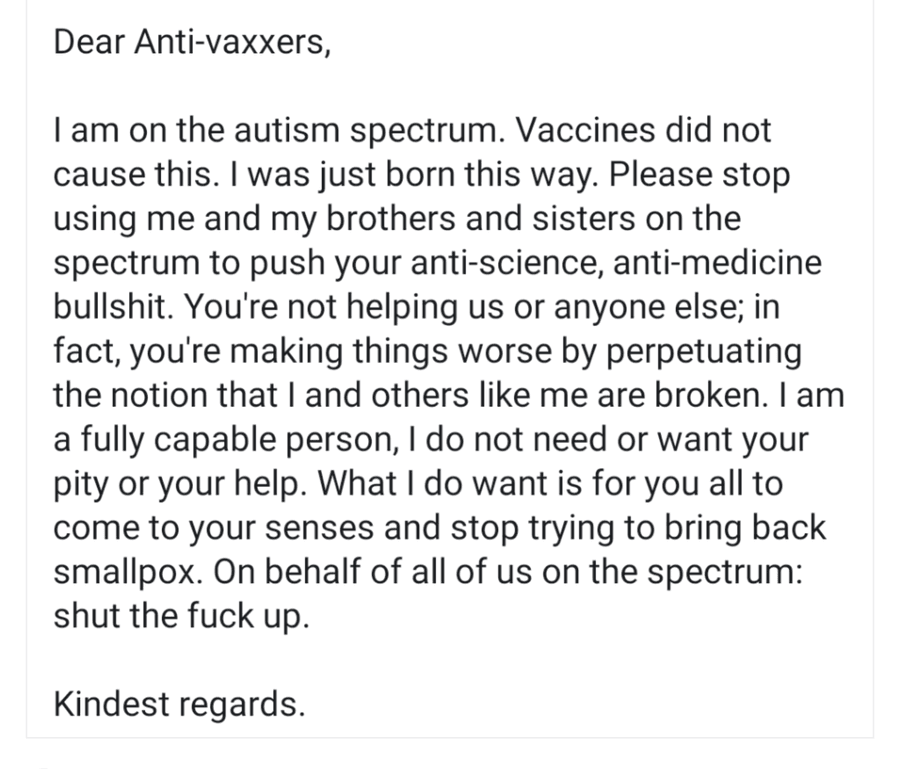 Dear Anti-vaxxers,
I am on the autism spectrum. Vaccines did not
cause this. I was just born this way. Please stop
using me and my brothers and sisters on the
spectrum to push your anti-science, anti-medicine
bullshit. You're not helping us or anyone else; in
fact, you're making things worse by perpetuating
the notion that I and others like me are broken. I am
a fully capable person, I do not need or want your
pity or your help. What I do want is for you all to
come to your senses and stop trying to bring back
smallpox. On behalf of all of us on the spectrum:
shut the fuck up.
Kindest regards.